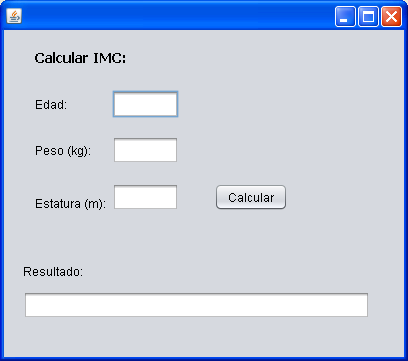 Calcular IMC:
Edad:
Peso (kg):
Estatura (m):
Calcular
Resultado: